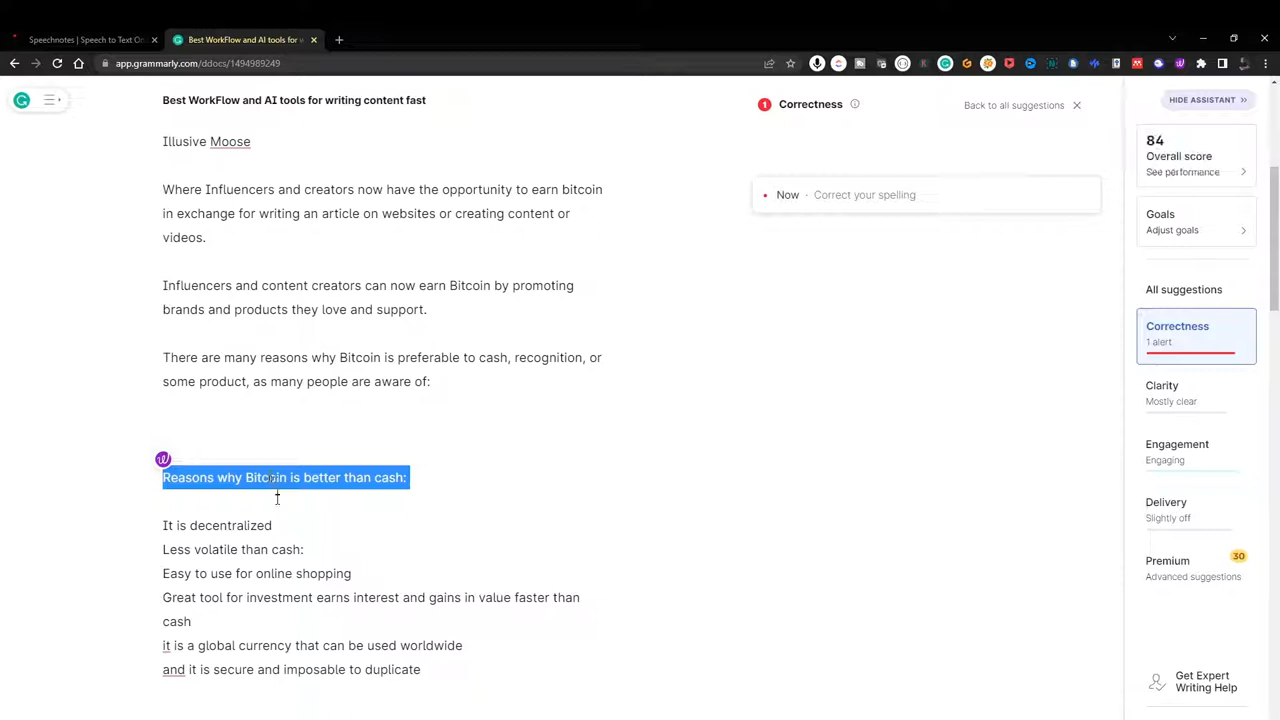 Speechnotes | Speech to Text On
Best WorkFlow and AI tools for w
app.grammarly.com/ddocs/1494989249
Best WorkFlow and AI tools for writing content fast
Illusive Moose
Where Influencers and creators now have the opportunity to earn bitcoin
in exchange for writing an article on websites or creating content or
videos.
Influencers and content creators can now earn Bitcoin by promoting
brands and products they love and support.
There are many reasons why Bitcoin is preferable to cash, recognition, or
some product, as many people are aware of:
Reasons why Bitcoin is better than cash:
It is decentralized
Less volatile than cash:
Easy to use for online shopping
Great tool for investment earns interest and gains in value faster than
cash
it is a global currency that can be used worldwide
and it is secure and imposable to duplicate
1 Correctness
Back to all suggestions
Now · Correct your spelling
HIDE ASSISTANT
84
Overall score
See performance
Goals
Adjust goals
All suggestions
Correctness
1 alert
Clarity
Mostly clear
Engagement
Engaging
Delivery
Slightly off
Premium
30
Advanced suggestions
Get Expert
Writing Help